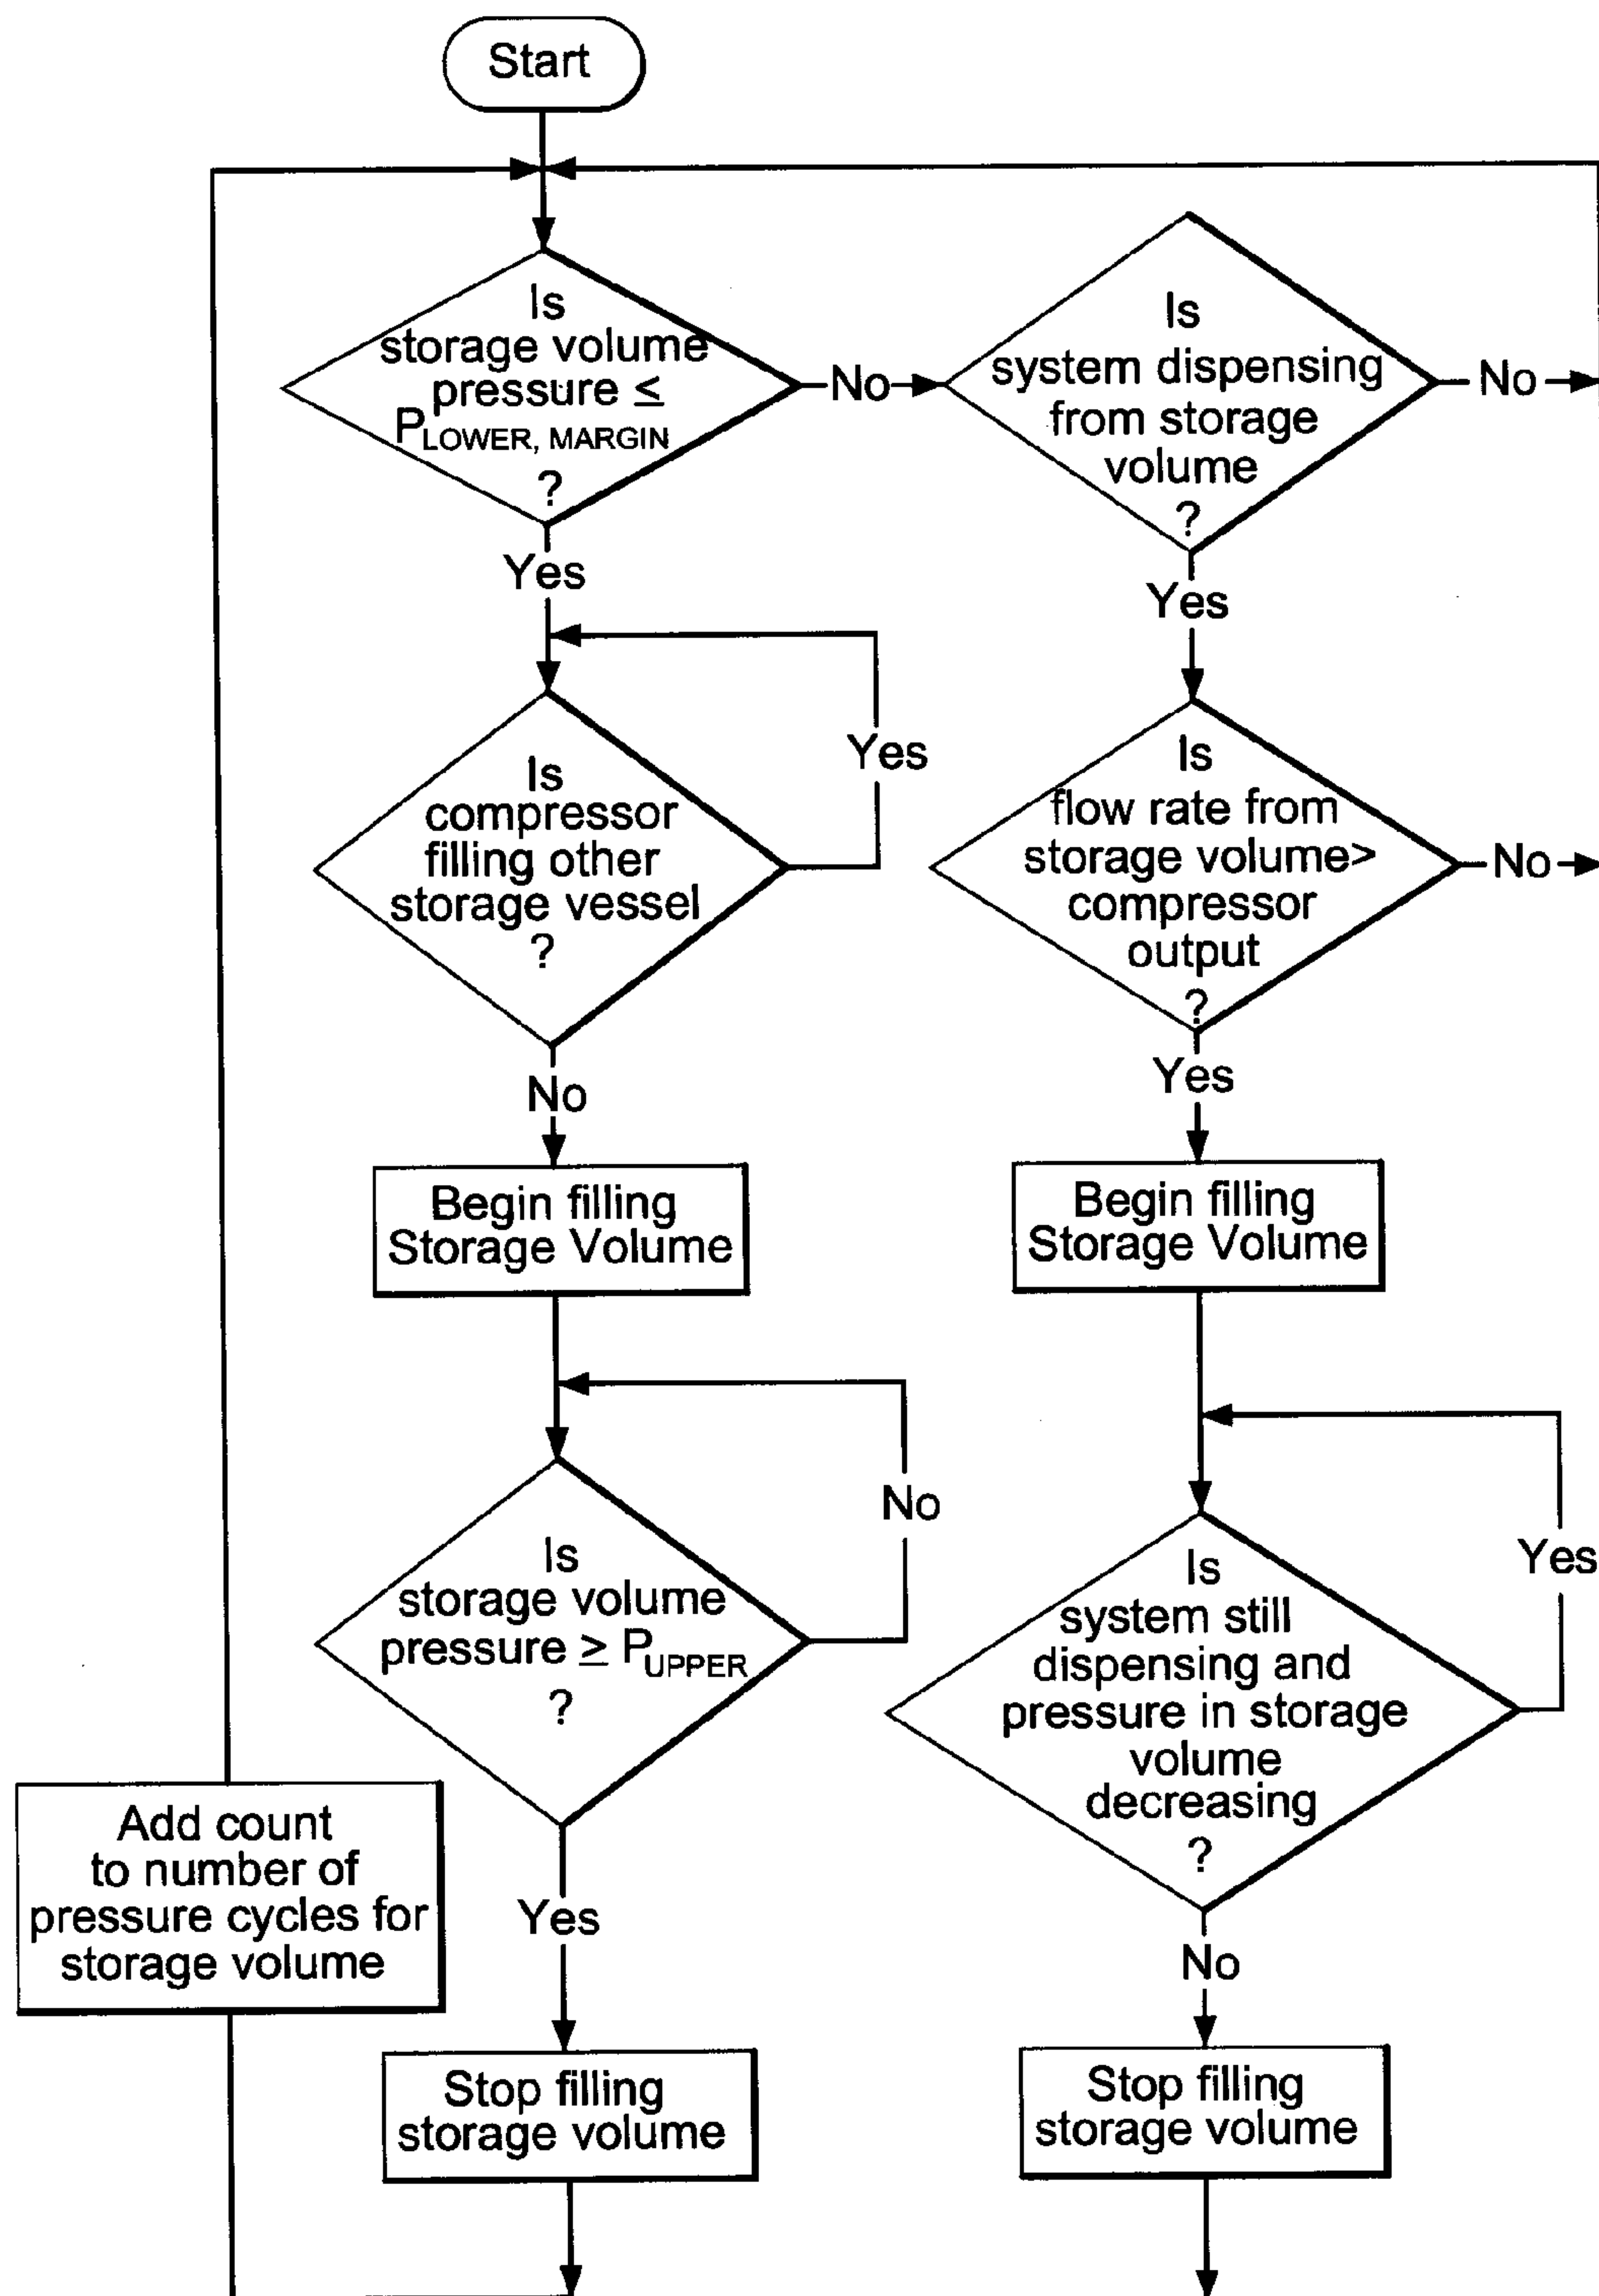 Start
Is
storage volume
pressure ≤
P LOWER, MARGIN
?
No
Is
system dispensing
from storage
volume
?
No
Yes
Yes
Is
compressor
filling other
storage vessel
?
Yes
Is
flow rate from
storage volume>
compressor
output
?
No
No
Yes
Begin filling
Storage Volume
Begin filling
Storage Volume
Is
storage volume
pressure ≥ P UPPER
?
No
Is
system still
dispensing and
pressure in storage
volume
decreasing
?
Yes
Add count
to number of
pressure cycles for
storage volume
Yes
No
Stop filling
storage volume
Stop filling
storage volume